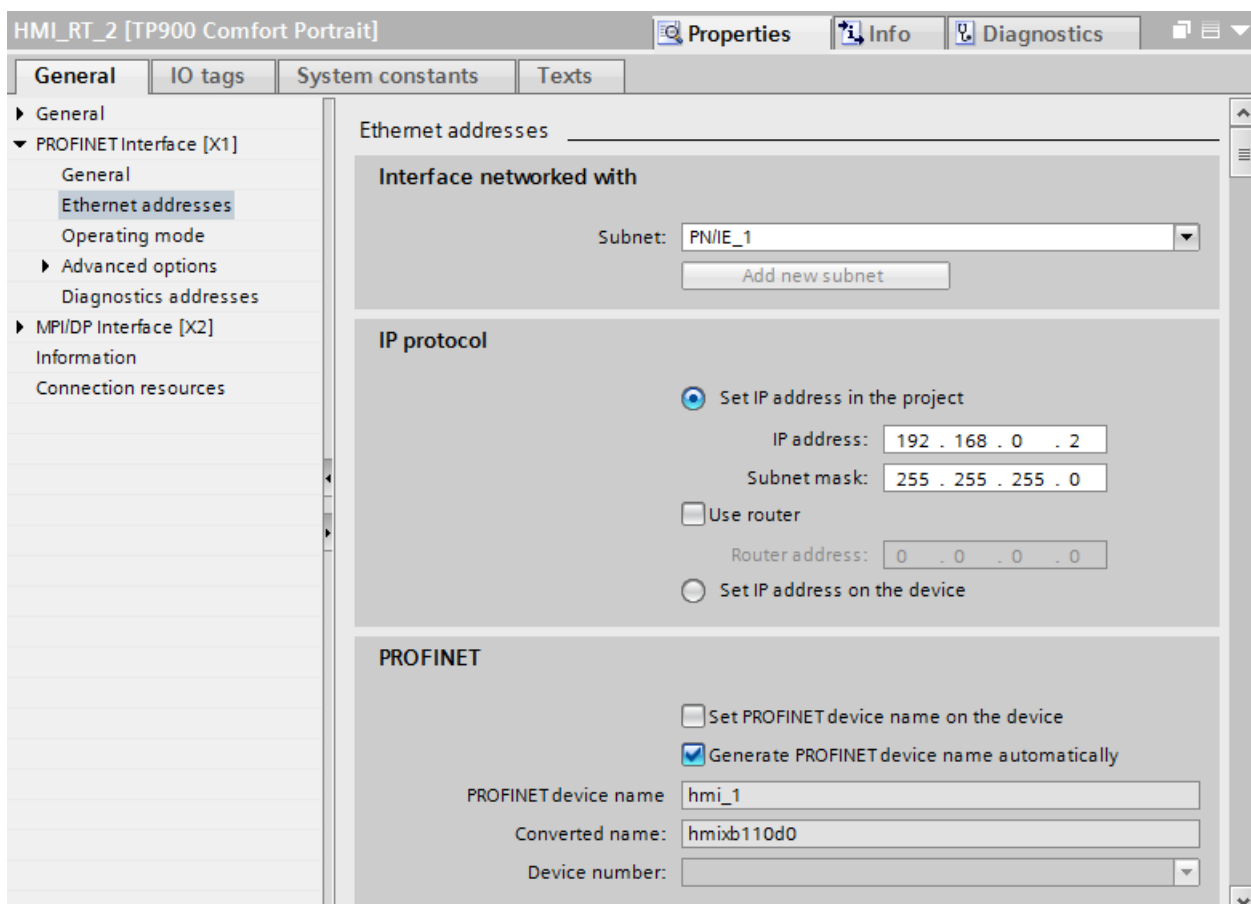 HMI_RT_2 [TP900 Comfort Portrait]
Properties
Info
Diagnostics
General
IO tags
System constants
Texts
General
PROFINET Interface [X1]
General
Ethernet addresses
Operating mode
Advanced options
Diagnostics addresses
MPI/DP Interface [X2]
Information
Connection resources
Ethernet addresses
Interface networked with
Subnet: PN/IE_1
Add new subnet
IP protocol
Set IP address in the project
IP address: 192 . 168 . 0 . 2
Subnet mask: 255 . 255 . 255 . 0
Use router
Router address: 0 . 0 . 0 . 0
Set IP address on the device
PROFINET
Set PROFINET device name on the device
Generate PROFINET device name automatically
PROFINET device name hmi_1
Converted name: hmixb110d0
Device number: